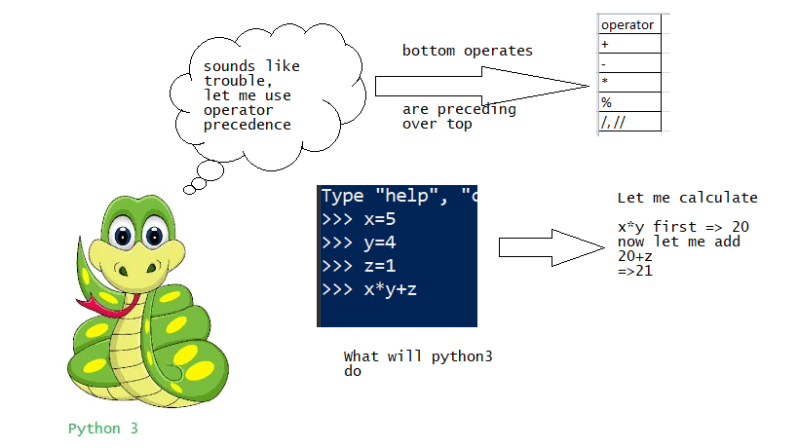 sounds like
trouble,
let me use
operator
precedence
bottom operates
are preceding
over top
operator
+
-
*
%
/, //
Type "help", "c
>>> x=5
>>> y=4
>>> z=1
>>> x*y+z
Let me calculate
x*y first => 20
now let me add
20+z
=>21
What will python3
do
Python 3